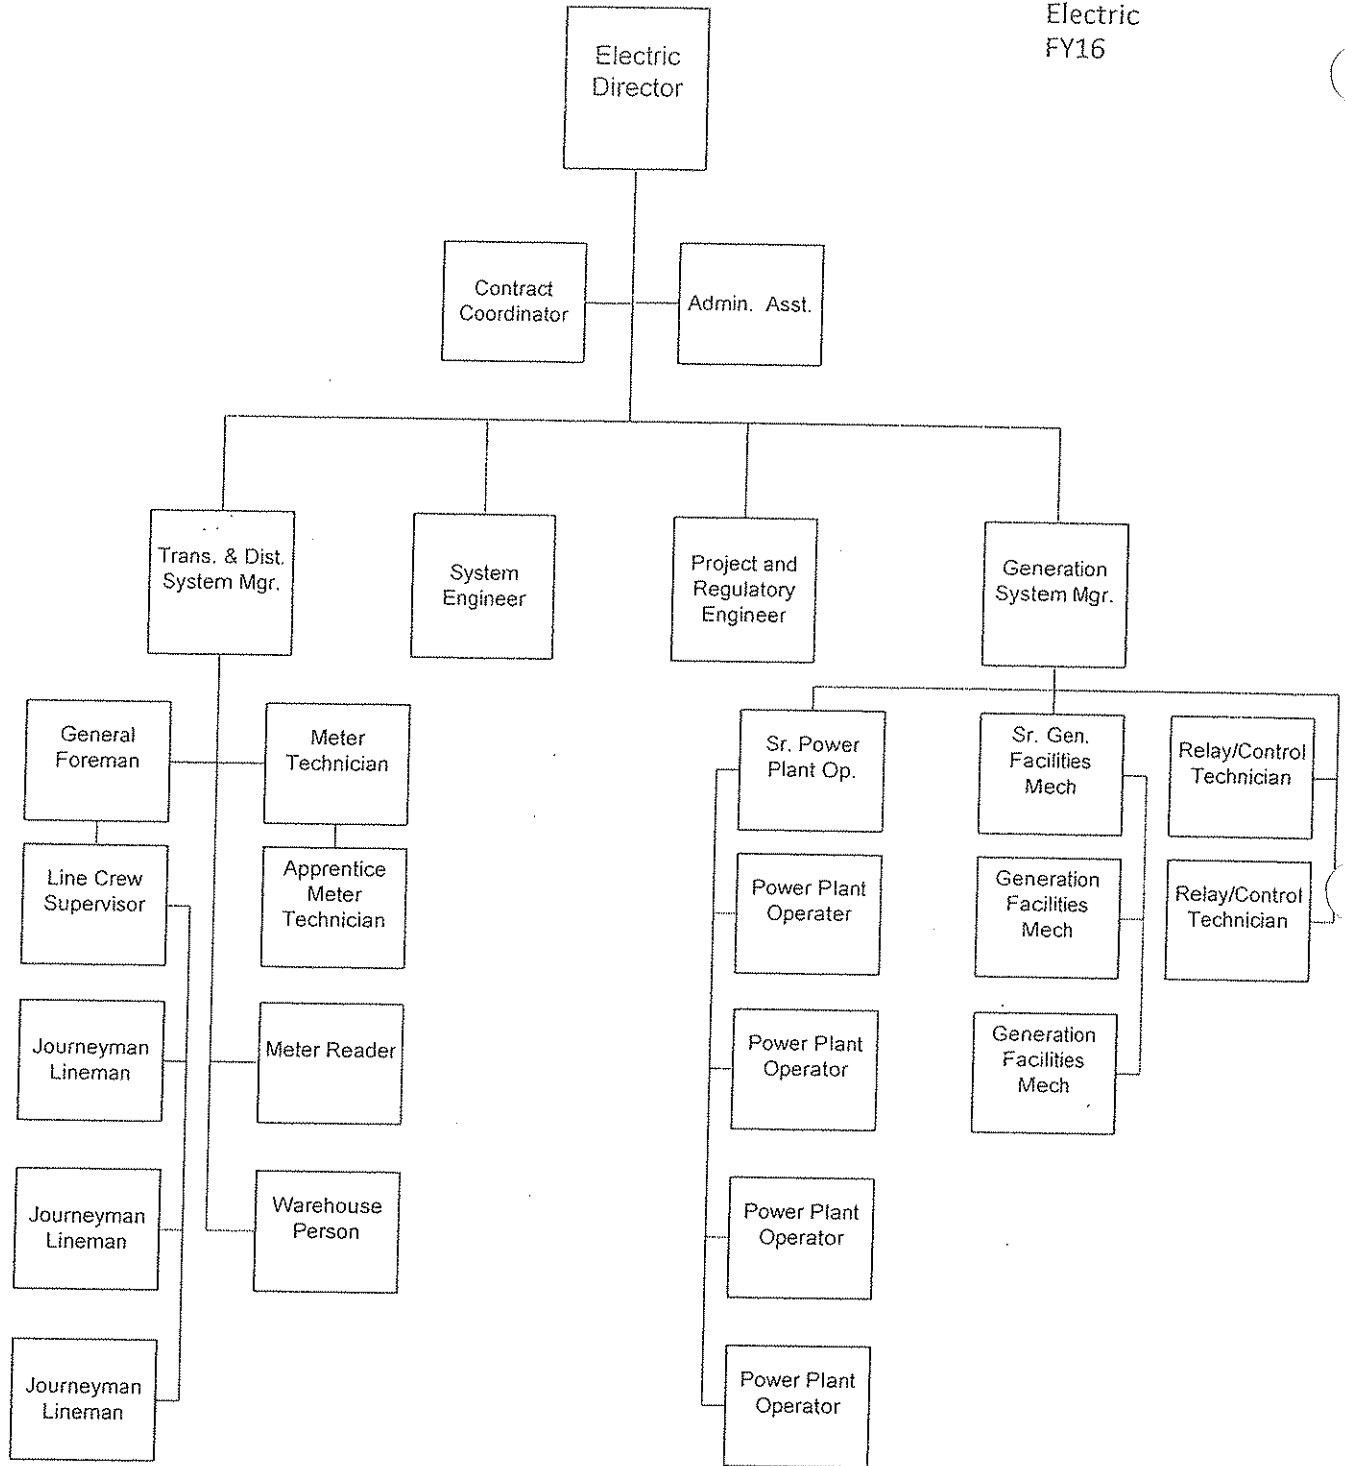 Electric
FY16
Electric
Director
Contract
Coordinator
Admin. Asst.
Trans. & Dist.
System Mgr.
System
Engineer
Project and
Regulatory
Engineer
Generation
System Mgr.
General
Foreman
Meter
Technician
Sr. Power
Plant Op.
Sr. Gen.
Facilities
Mech
Relay/Control
Technician
Line Crew
Supervisor
Apprentice
Meter
Technician
Power Plant
Operater
Generation
Facilities
Mech
Relay/Control
Technician
Journeyman
Lineman
Meter Reader
Power Plant
Operator
Generation
Facilities
Mech
Journeyman
Lineman
Warehouse
Person
Power Plant
Operator
Journeyman
Lineman
Power Plant
Operator